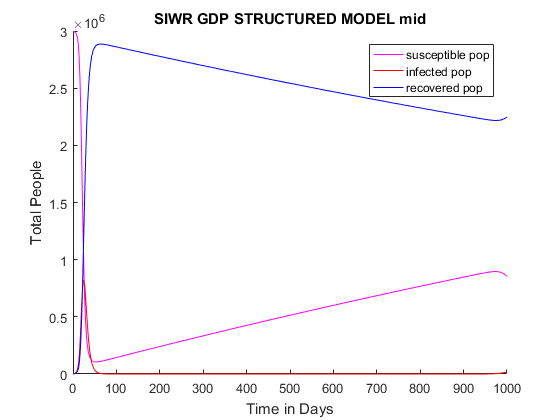 SIWR GDP STRUCTURED MODEL mid
×10^6
susceptible pop
infected pop
recovered pop
3
2.5
2
1.5
1
0.5
0
Total People
0 100 200 300 400 500 600 700 800 900 1000
Time in Days